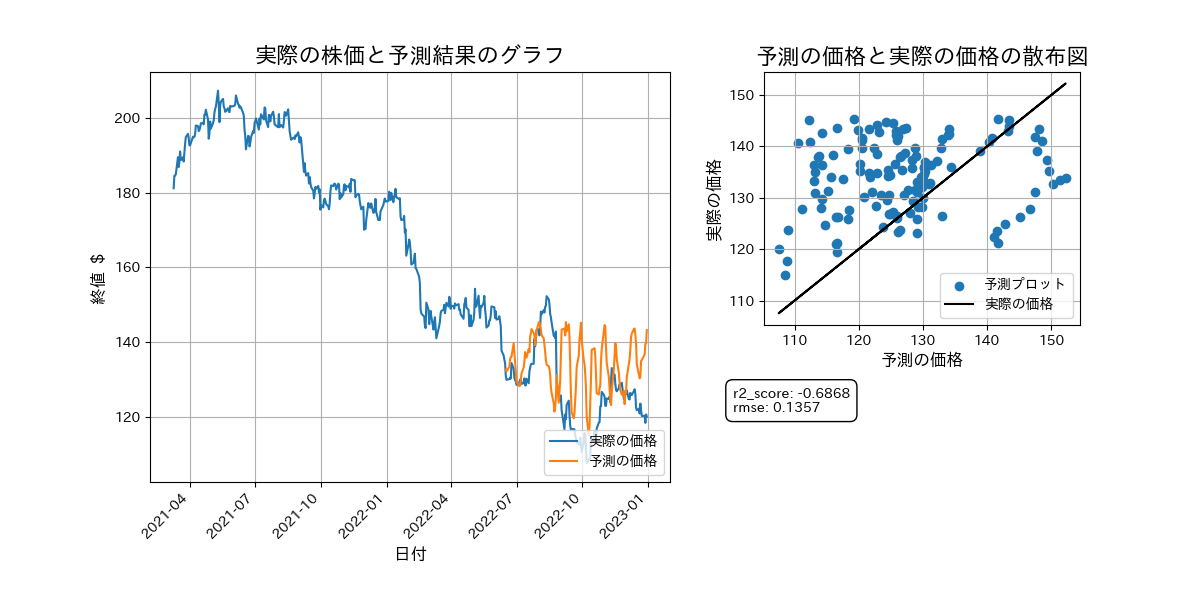 実際の株価と予測結果のグラフ
終値 $
200
180
160
140
120
2021-04
2021-07
2021-10
2022-01
2022-04
2022-07
2022-10
2023-01
日付
実際の価格
予測の価格
予測の価格と実際の価格の散布図
実際の価格
150
140
130
120
110
110
120
130
140
150
予測の価格
予測プロット
実際の価格
r2_score: -0.6868
rmse: 0.1357